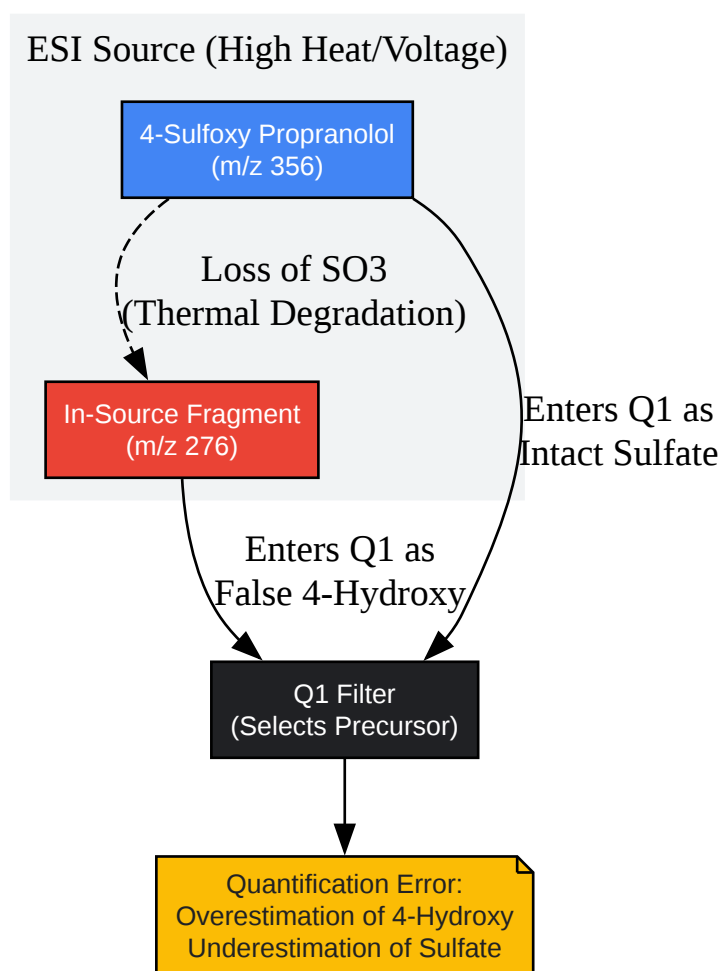 ESI Source (High Heat/Voltage)
4-Sulfoxy Propranolol
(m/z 356)
Loss of SO3
(Thermal Degradation)
In-Source Fragment
(m/z 276)
Enters Q1 as
Intact Sulfate
Enters Q1 as
False 4-Hydroxy
Q1 Filter
(Selects Precursor)
Quantification Error:
Overestimation of 4-Hydroxy
Underestimation of Sulfate